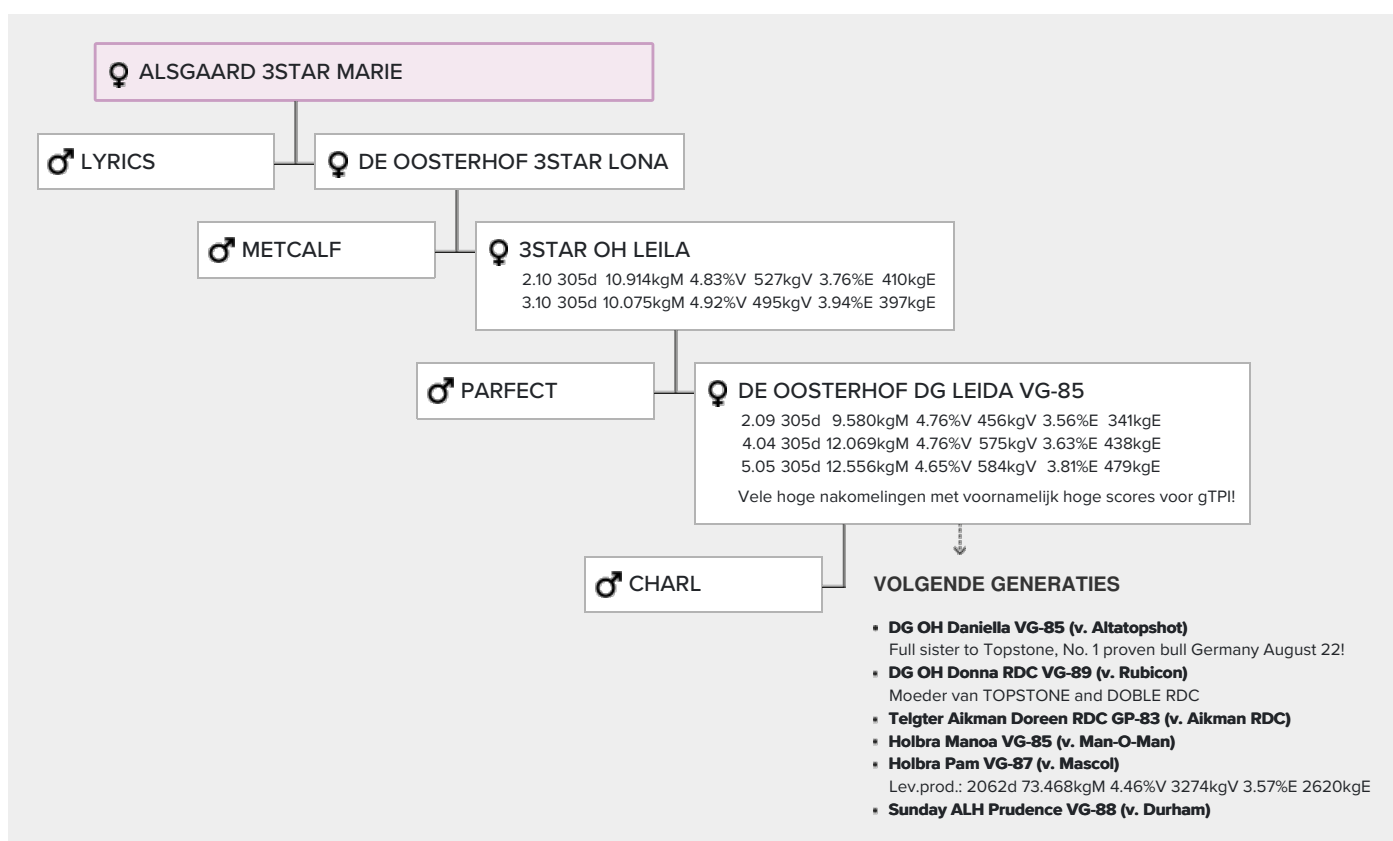 ALSGAARD 3STAR MARIE
LYRICS
DE OOSTERHOF 3STAR LONA
METCALF
3STAR OH LEILA
2.10 305d 10.914kgM 4.83%V 527kgV 3.76%E 410kgE
3.10 305d 10.075kgM 4.92%V 495kgV 3.94%E 397kgE
PARFECT
DE OOSTERHOF DG LEIDA VG-85
2.09 305d 9.580kgM 4.76%V 456kgV 3.56%E 341kgE
4.04 305d 12.069kgM 4.76%V 575kgV 3.63%E 438kgE
5.05 305d 12.556kgM 4.65%V 584kgV 3.81%E 479kgE
Vele hoge nakomelingen met voornamelijk hoge scores voor gTPI!
CHARL
VOLGENDE GENERATIES
DG OH Daniella VG-85 (v. Altatopshot)
Full sister to Topstone, No. 1 proven bull Germany August 22!
DG OH Donna RDC VG-89 (v. Rubicon)
Moeder van TOPSTONE and DOBLE RDC
Telgter Aikman Doreen RDC GP-83 (v. Aikman RDC)
Holbra Manoa VG-85 (v. Man-O-Man)
Holbra Pam VG-87 (v. Mascol)
Lev.prod.: 2062d 73.468kgM 4.46%V 3274kgV 3.57%E 2620kgE
Sunday ALH Prudence VG-88 (v. Durham)